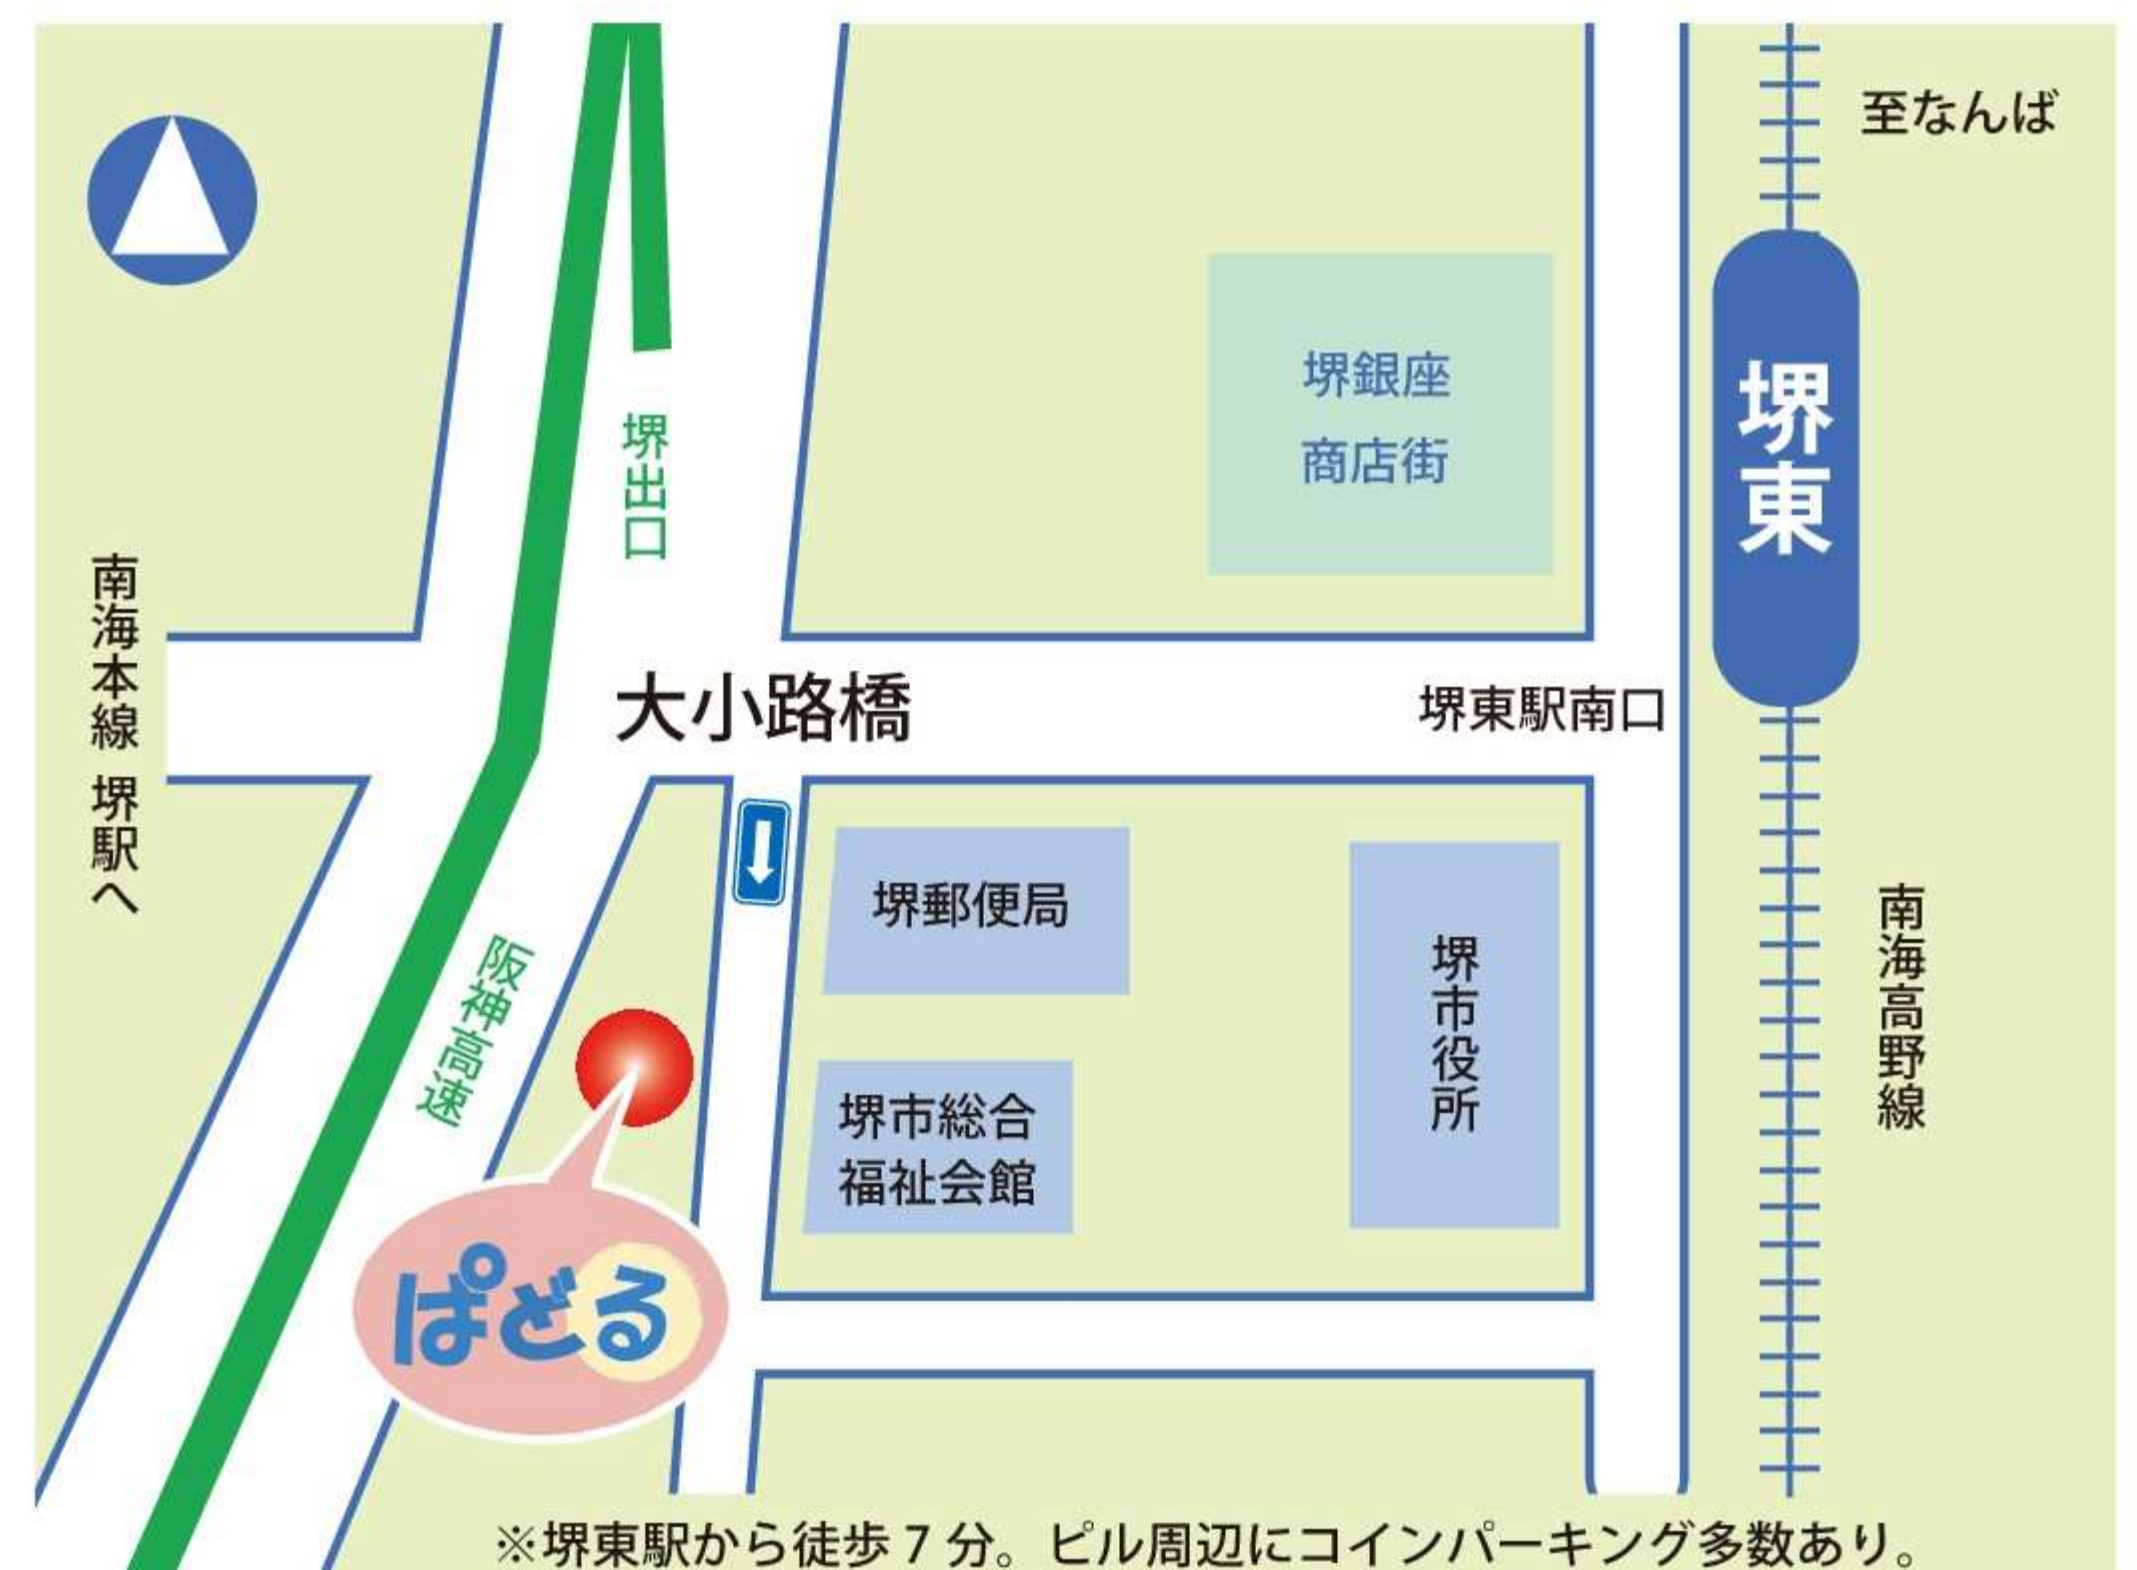 至なんば
堺銀座
商店街
堺東
堺出口
南海本線 堺駅へ
大小路橋
堺東駅南口
堺郵便局
堺市役所
南海高野線
阪神高速
堺市総合
福祉会館
ぱどる
※堺東駅から徒歩7分。ピル周辺にコインパーキング多数あり。